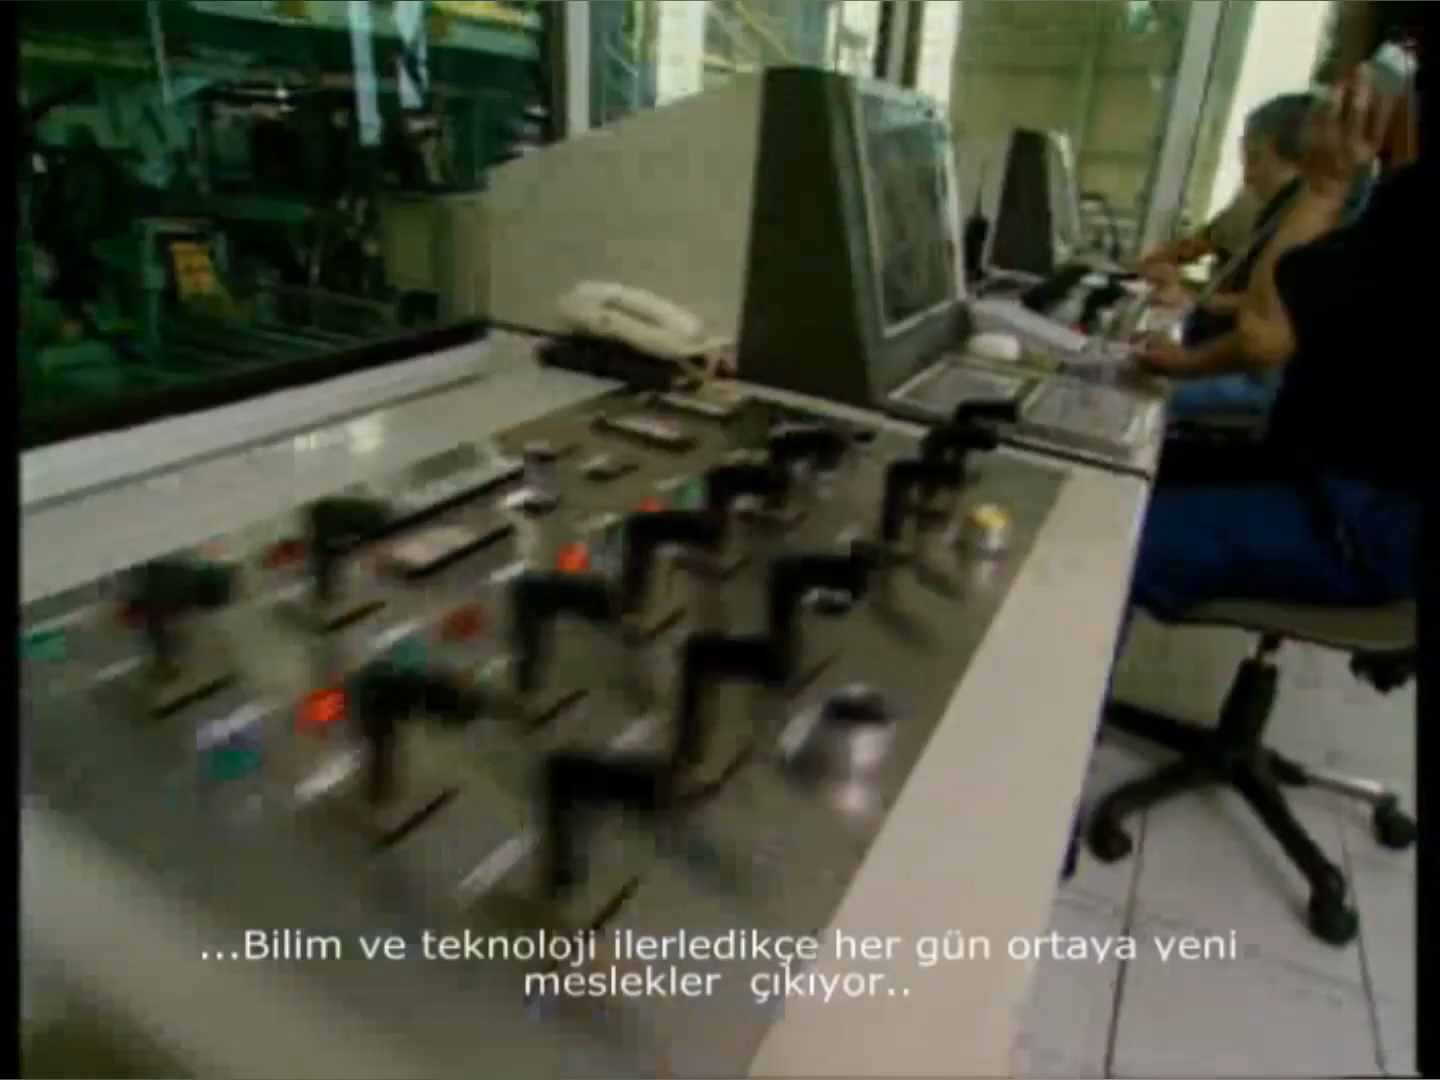 ...Bilim ve teknoloji ilerledikçe her gün ortaya yeni
meslekler çıkıyor..